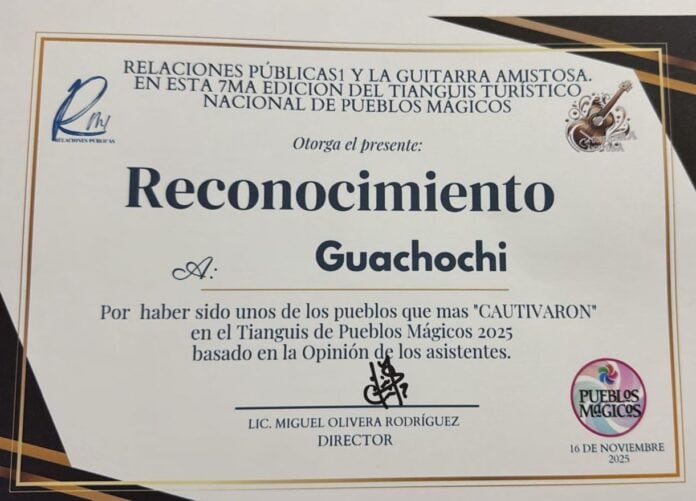 RELACIONES PÚBLICAS1 Y LA GUITARRA AMISTOSA.
EN ESTA 7MA EDICION DEL TIANGUIS TURÍSTICO
NACIONAL DE PUEBLOS MÁGICOS
RELACIONES PUBLICAS
Otorga el presente:
Reconocimiento
A:
Guachochi
Por haber sido unos de los pueblos que mas "CAUTIVARON"
en el Tianguis de Pueblos Mágicos 2025
basado en la Opinión de los asistentes.
LIC. MIGUEL OLIVERA RODRÍGUEZ
DIRECTOR
PUEBLOS
MÁGICOS
16 DE NOVIEMBRE
2025